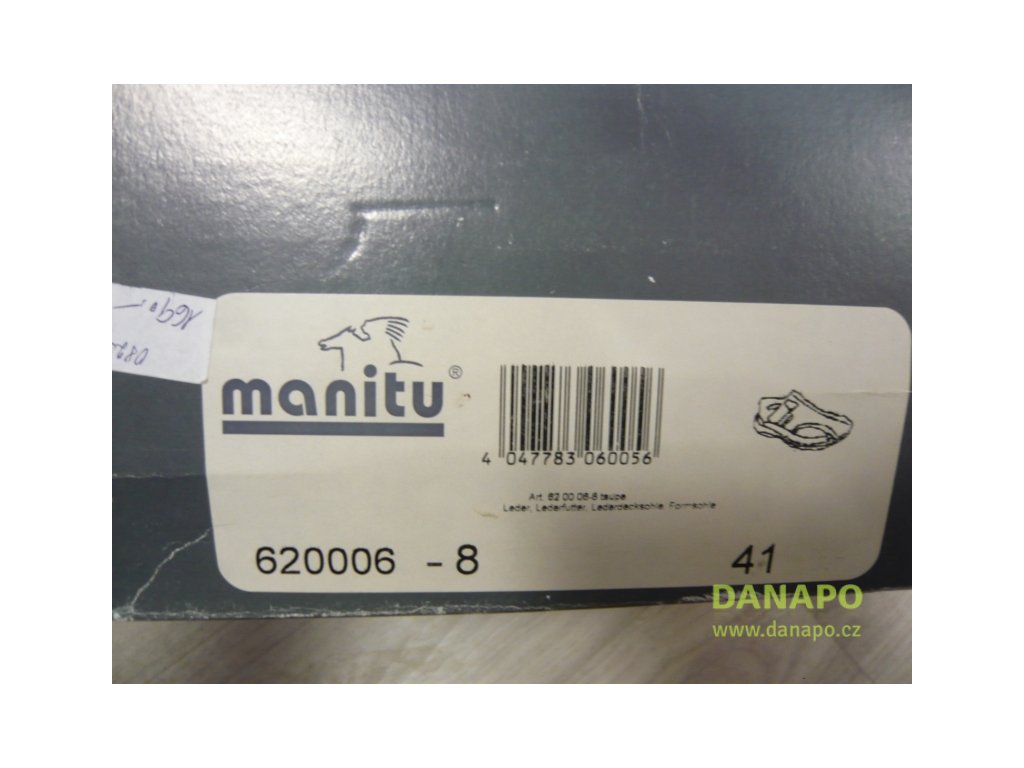 1690,-
manitu®
4 047783 060056
Art. 62 00 06-8 taupe
Leder, Lederfutter, Lederdecksohle, Formsohle
620006 - 8
41
DANAPO
www.danapo.cz